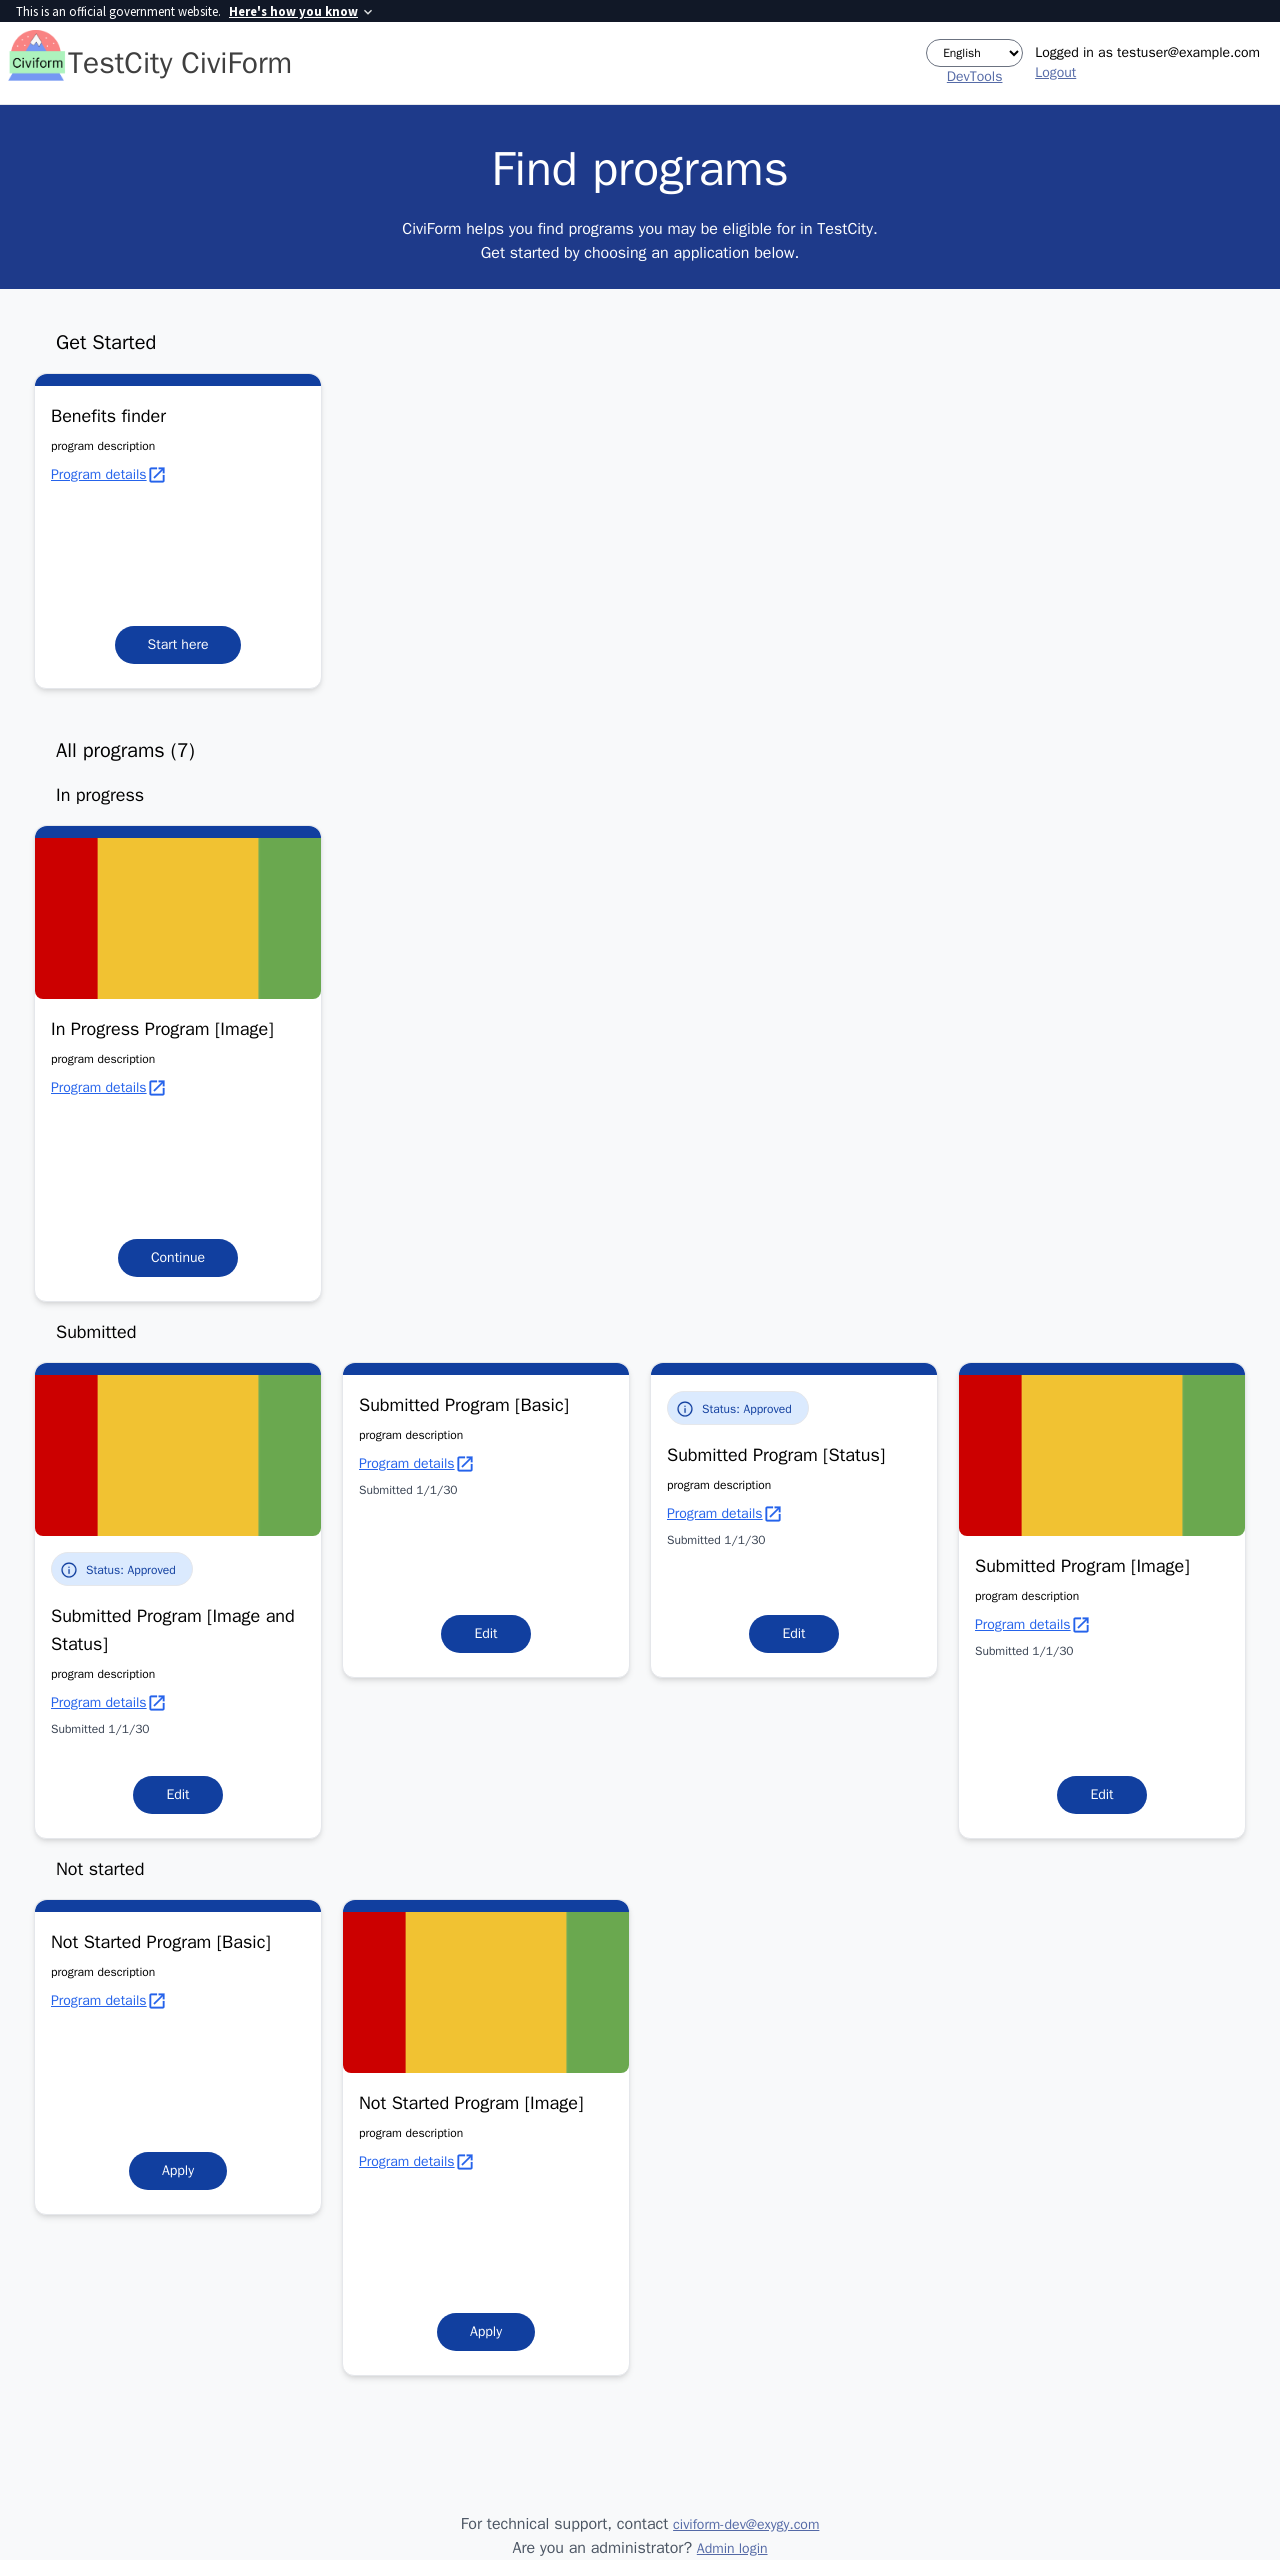 This is an official government website. Here's how you know
Civiform
TestCity CiviForm
English
DevTools
Logged in as testuser@example.com
Logout
Find programs
CiviForm helps you find programs you may be eligible for in TestCity.
Get started by choosing an application below.
Get Started
Benefits finder
program description
Program details
Start here
All programs (7)
In progress
In Progress Program [Image]
program description
Program details
Continue
Submitted
Status: Approved
Submitted Program [Image and
Status]
program description
Program details
Submitted 1/1/30
Edit
Submitted Program [Basic]
program description
Program details
Submitted 1/1/30
Edit
Status: Approved
Submitted Program [Status]
program description
Program details
Submitted 1/1/30
Edit
Submitted Program [Image]
program description
Program details
Submitted 1/1/30
Edit
Not started
Not Started Program [Basic]
program description
Program details
Apply
Not Started Program [Image]
program description
Program details
Apply
For technical support, contact civiform-dev@exygy.com
Are you an administrator? Admin login